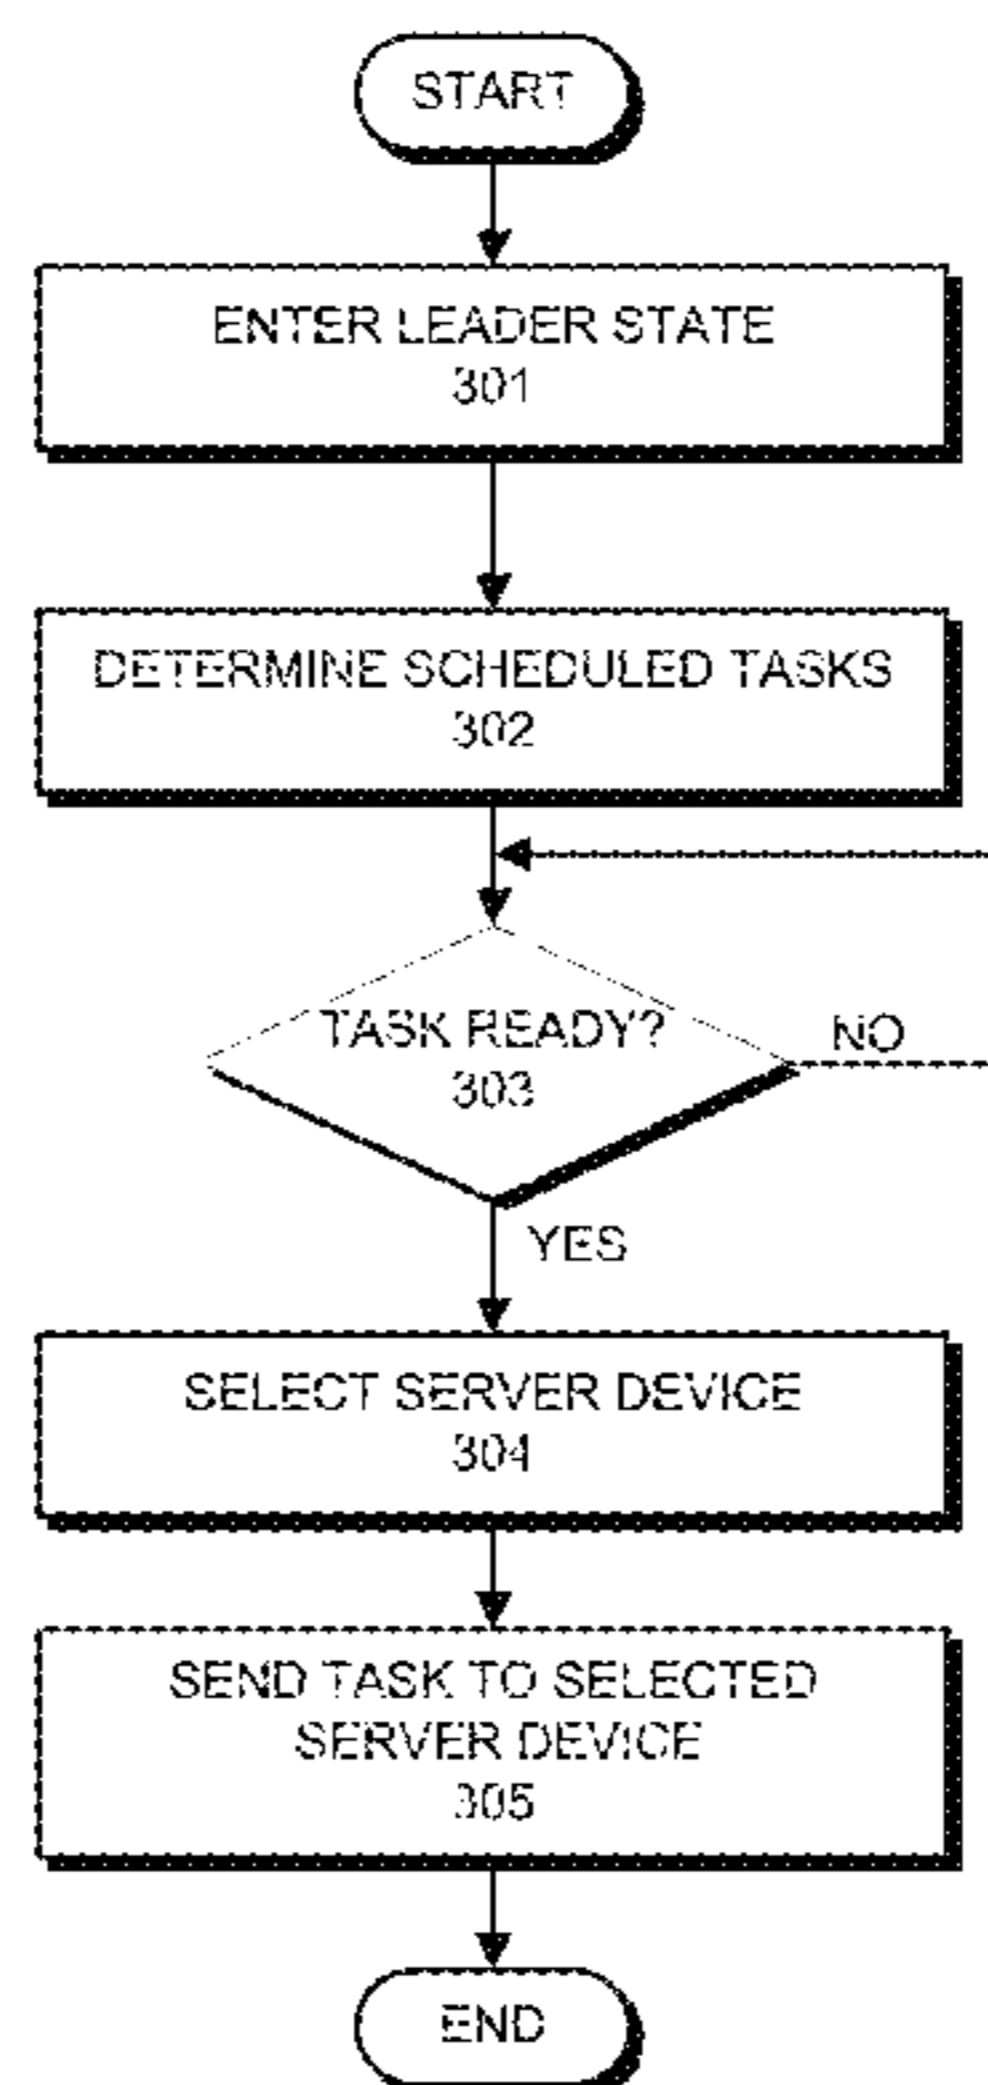 START
ENTER LEADER STATE
301
DETERMINE SCHEDULED TASKS
302
TASK READY?
303
NO
YES
SELECT SERVER DEVICE
304
SEND TASK TO SELECTED
SERVER DEVICE
305
END